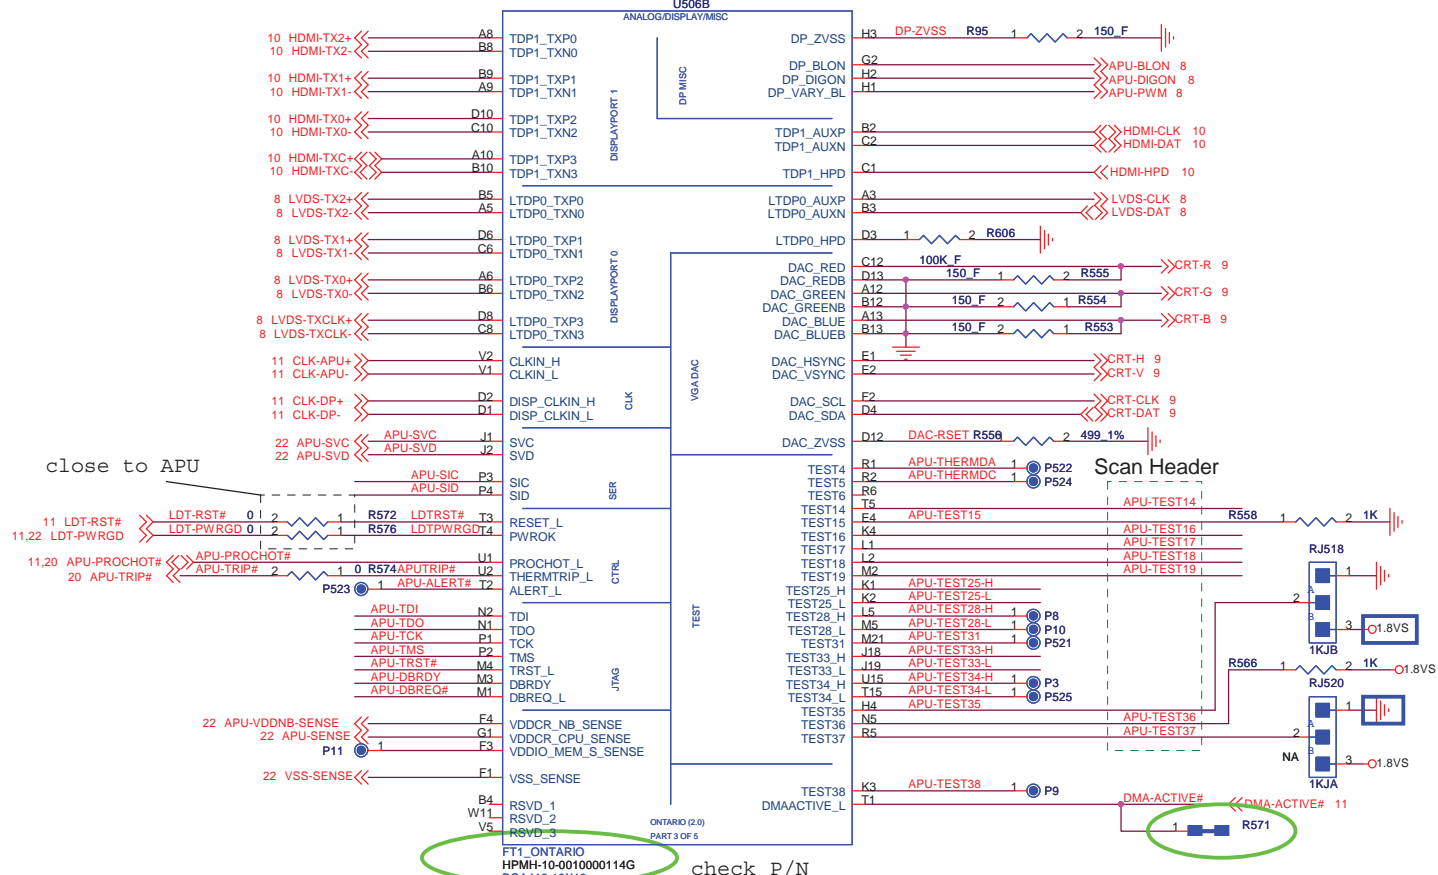 U506B
ANALOG/DISPLAY/MISC
10 HDMI-TX2+ A8 TDP1_TXP0
10 HDMI-TX2- B8 TDP1_TXN0
10 HDMI-TX1+ B9 TDP1_TXP1
10 HDMI-TX1- A9 TDP1_TXN1
10 HDMI-TX0+ D10 TDP1_TXP2
10 HDMI-TX0- C10 TDP1_TXN2
10 HDMI-TXC+ A10 TDP1_TXP3
10 HDMI-TXC- B10 TDP1_TXN3
DISPLAYPORT 1
8 LVDS-TX2+ B5 LTDP0_TXP0
8 LVDS-TX2- A5 LTDP0_TXN0
8 LVDS-TX1+ D6 LTDP0_TXP1
8 LVDS-TX1- C6 LTDP0_TXN1
8 LVDS-TX0+ A6 LTDP0_TXP2
8 LVDS-TX0- B6 LTDP0_TXN2
8 LVDS-TXCLK+ D8 LTDP0_TXP3
8 LVDS-TXCLK- C8 LTDP0_TXN3
DISPLAYPORT 0
11 CLK-APU+ V2 CLKIN_H
11 CLK-APU- V1 CLKIN_L
11 CLK-DP+ D2 DISP_CLKIN_H
11 CLK-DP- D1 DISP_CLKIN_L
CLK
22 APU-SVC APU-SVC J1 SVC
22 APU-SVD APU-SVD J2 SVD
close to APU
APU-SIC P3 SIC
APU-SID P4 SID
SER
11 LDT-RST# LDT-RST# 0 2 1 R572 LDTRST# T3 RESET_L
11,22 LDT-PWRGD LDT-PWRGD 0 2 1 R576 LDTPWRGD T4 PWROK
11,20 APU-PROCHOT# APU-PROCHOT# U1 PROCHOT_L
20 APU-TRIP# APU-TRIP# 2 1 0 R574 APUTRIP# U2 THERMTRIP_L
P523 1 APU-ALERT# T2 ALERT_L
CTRL
APU-TDI N2 TDI
APU-TDO N1 TDO
APU-TCK P1 TCK
APU-TMS P2 TMS
APU-TRST# M4 TRST_L
APU-DBRDY M3 DBRDY
APU-DBREQ# M1 DBREQ_L
JTAG
22 APU-VDDNB-SENSE F4 VDDCR_NB_SENSE
22 APU-SENSE G1 VDDCR_CPU_SENSE
P11 1 F3 VDDIO_MEM_S_SENSE
22 VSS-SENSE F1 VSS_SENSE
B4 RSVD_1
W11 RSVD_2
V5 RSVD_3
DP MISC
DP_ZVSS H3 DP-ZVSS R95 1 2 150_F
DP_BLON G2 APU-BLON 8
DP_DIGON H2 APU-DIGON 8
DP_VARY_BL H1 APU-PWM 8
TDP1_AUXP B2 HDMI-CLK 10
TDP1_AUXN C2 HDMI-DAT 10
TDP1_HPD C1 HDMI-HPD 10
LTDP0_AUXP A3 LVDS-CLK 8
LTDP0_AUXN B3 LVDS-DAT 8
LTDP0_HPD D3 1 2 R606
100K_F
VGA DAC
DAC_RED C12 CRT-R 9
DAC_REDB D13 150_F 1 2 R555
DAC_GREEN A12 CRT-G 9
DAC_GREENB B12 150_F 2 1 R554
DAC_BLUE A13 CRT-B 9
DAC_BLUEB B13 150_F 2 1 R553
DAC_HSYNC E1 CRT-H 9
DAC_VSYNC E2 CRT-V 9
DAC_SCL F2 CRT-CLK 9
DAC_SDA D4 CRT-DAT 9
DAC_ZVSS D12 DAC-RSET R556 1 2 499_1%
Scan Header
TEST
TEST4 R1 APU-THERMDA 1 P522
TEST5 R2 APU-THERMDC 1 P524
TEST6 R6
TEST14 T5 APU-TEST14
TEST15 E4 APU-TEST15 R558 1 2 1K
TEST16 K4 APU-TEST16
TEST17 L1 APU-TEST17
TEST18 L2 APU-TEST18
TEST19 M2 APU-TEST19
TEST25_H K1 APU-TEST25-H
TEST25_L K2 APU-TEST25-L
TEST28_H L5 APU-TEST28-H 1 P8
TEST28_L M5 APU-TEST28-L 1 P10
TEST31 M21 APU-TEST31 1 P521
TEST33_H J18 APU-TEST33-H
TEST33_L J19 APU-TEST33-L
TEST34_H U15 APU-TEST34-H 1 P3
TEST34_L T15 APU-TEST34-L 1 P525
TEST35 H4 APU-TEST35
TEST36 N5 APU-TEST36
TEST37 R5 APU-TEST37
RJ518
1
A
2
B
3 1.8VS
1KJB
R566 1 2 1K 1.8VS
RJ520
1
A
2
B
NA 3 1.8VS
1KJA
TEST38 K3 APU-TEST38 1 P9
DMAACTIVE_L T1 DMA-ACTIVE# DMA-ACTIVE# 11
1 R571
ONTARIO (2.0)
PART 3 OF 5
FT1_ONTARIO
HPMH-10-0010000114G
check P/N